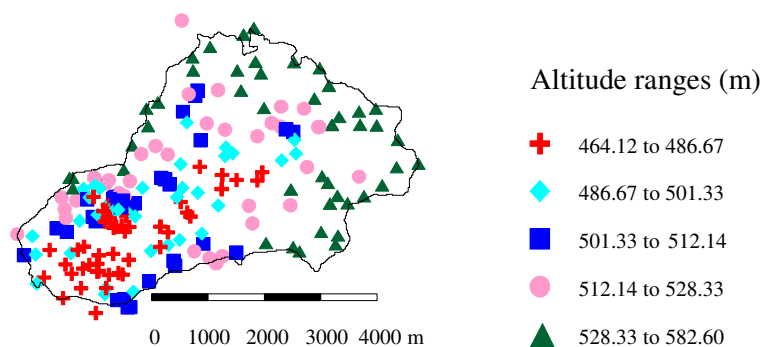 Altitude ranges (m)
464.12 to 486.67
486.67 to 501.33
501.33 to 512.14
512.14 to 528.33
528.33 to 582.60
0 1000 2000 3000 4000 m